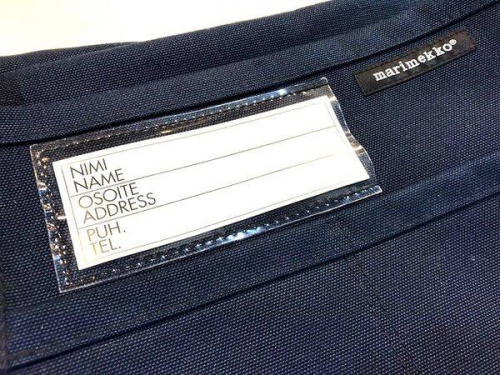 marimekko®
NIMI
NAME
OSOITE
ADDRESS
PUH.
TEL.